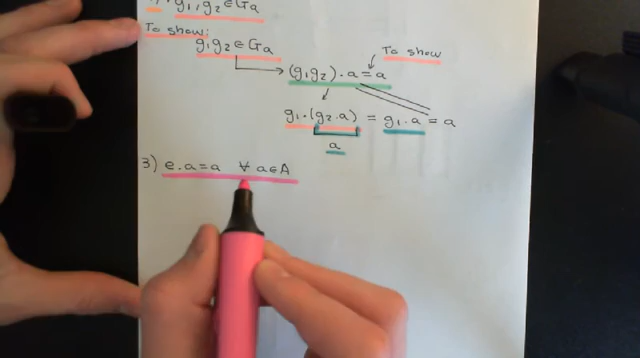 g₁, g₂ ∈ Ga
To show:
g₁g₂ ∈ Ga
To show
(g₁g₂) · a = a
g₁ · (g₂ · a) = g₁ · a = a
a
3) e · a = a ∀ a ∈ A